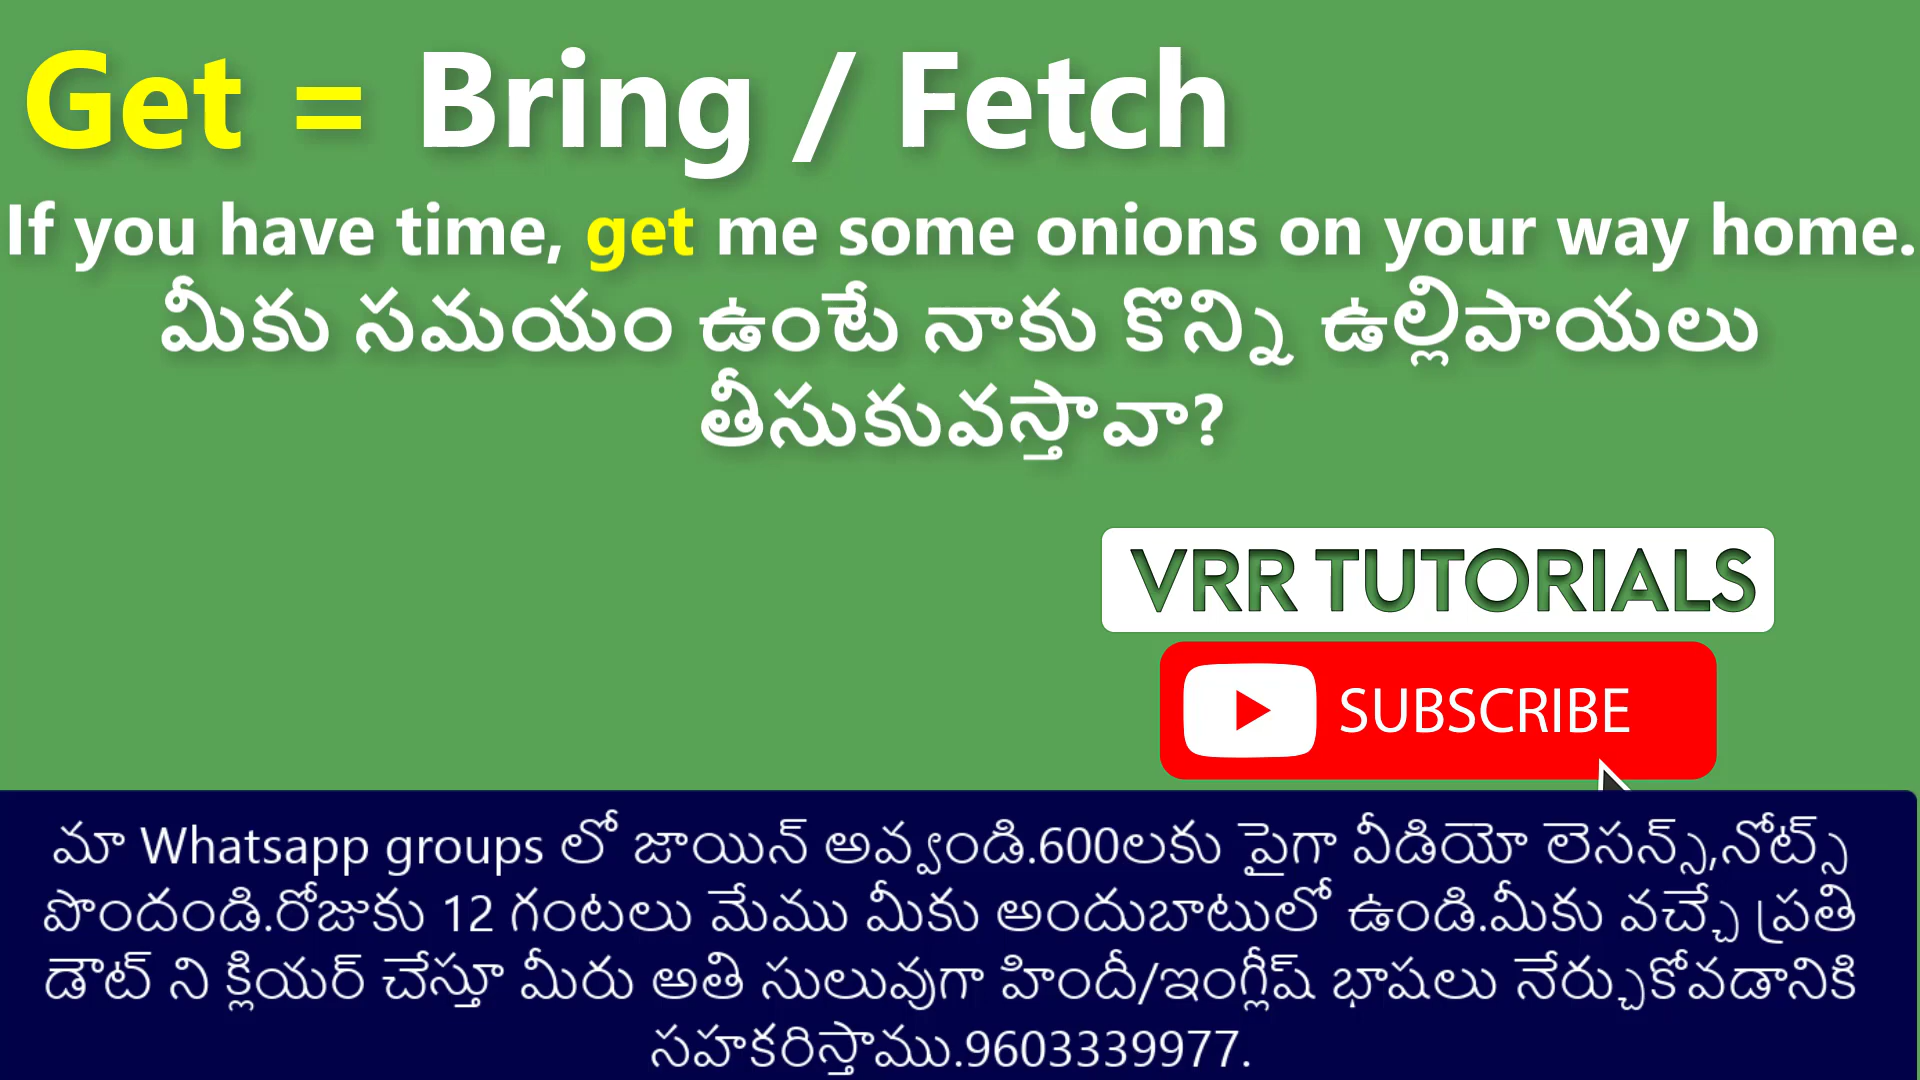 Get = Bring / Fetch
If you have time, get me some onions on your way home.
మీకు సమయం ఉంటే నాకు కొన్ని ఉల్లిపాయలు
తీసుకువస్తావా?
VRR TUTORIALS
SUBSCRIBE
మా Whatsapp groups లో జాయిన్ అవ్వండి.600లకు పైగా వీడియో లెసన్స్,నోట్స్
పొందండి.రోజుకు 12 గంటలు మేము మీకు అందుబాటులో ఉండి.మీకు వచ్చే ప్రతి
డౌట్ ని క్లియర్ చేస్తూ మీరు అతి సులువుగా హిందీ/ఇంగ్లీష్ భాషలు నేర్చుకోవడానికి
సహకరిస్తాము.9603339977.